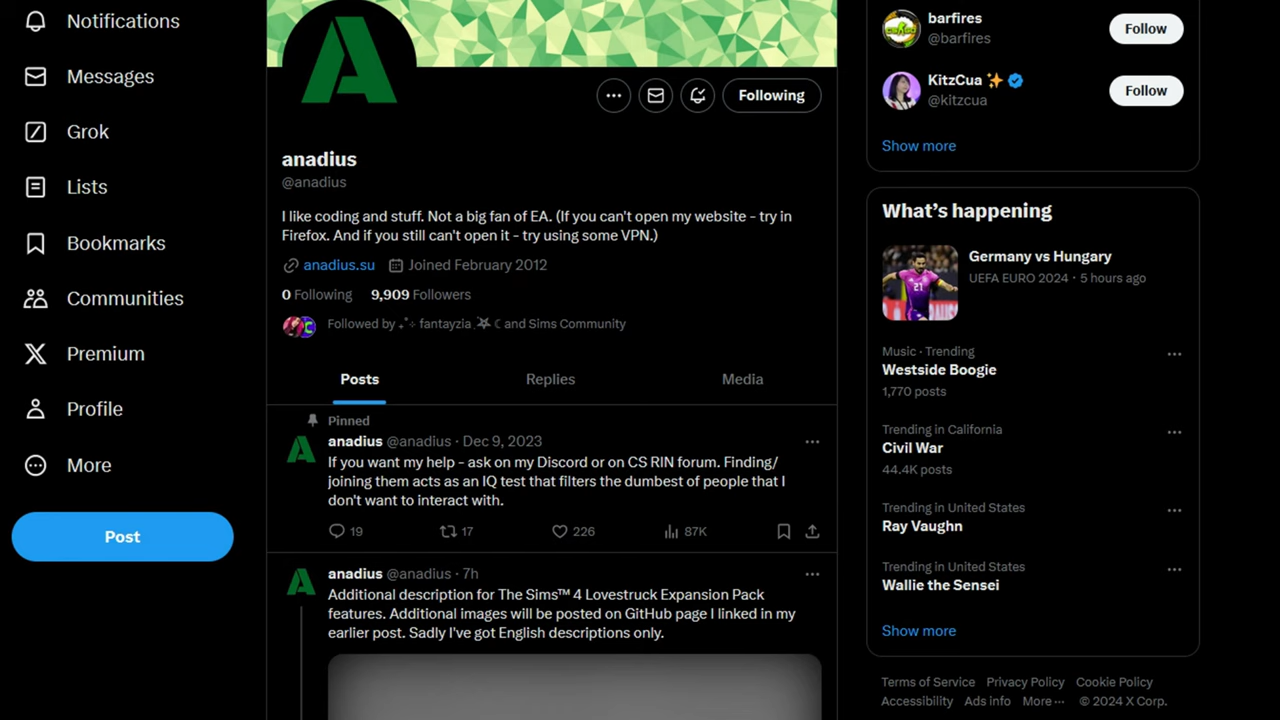 Notifications
Messages
Grok
Lists
Bookmarks
Communities
Premium
Profile
More
Post
Following
anadius
@anadius
I like coding and stuff. Not a big fan of EA. (If you can't open my website - try in
Firefox. And if you still can't open it - try using some VPN.)
anadius.su Joined February 2012
0 Following 9,909 Followers
Followed by ₊˚⊹ fantayzia ⛧☾ and Sims Community
Posts Replies Media
Pinned
anadius @anadius · Dec 9, 2023
If you want my help - ask on my Discord or on CS RIN forum. Finding/
joining them acts as an IQ test that filters the dumbest of people that I
don't want to interact with.
19 17 226 87K
anadius @anadius · 7h
Additional description for The Sims™ 4 Lovestruck Expansion Pack
features. Additional images will be posted on GitHub page I linked in my
earlier post. Sadly I've got English descriptions only.
barfires
@barfires
Follow
KitzCua ✨
@kitzcua
Follow
Show more
What's happening
Germany vs Hungary
UEFA EURO 2024 · 5 hours ago
Music · Trending
Westside Boogie
1,770 posts
Trending in California
Civil War
44.4K posts
Trending in United States
Ray Vaughn
Trending in United States
Wallie the Sensei
Show more
Terms of Service Privacy Policy Cookie Policy
Accessibility Ads info More ··· © 2024 X Corp.